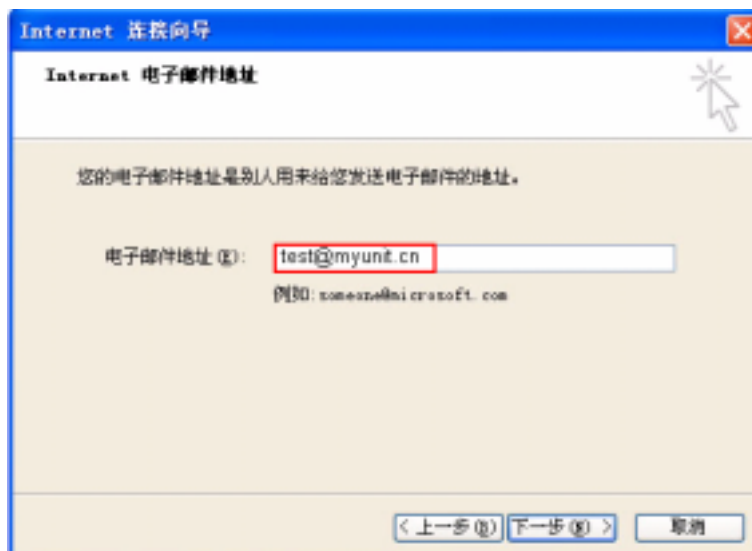 Internet 连接向导
Internet 电子邮件地址
您的电子邮件地址是别人用来给您发送电子邮件的地址。
电子邮件地址(E): test@myunit.cn
例如:someone@microsoft.com
< 上一步(B) 下一步(N) > 取消